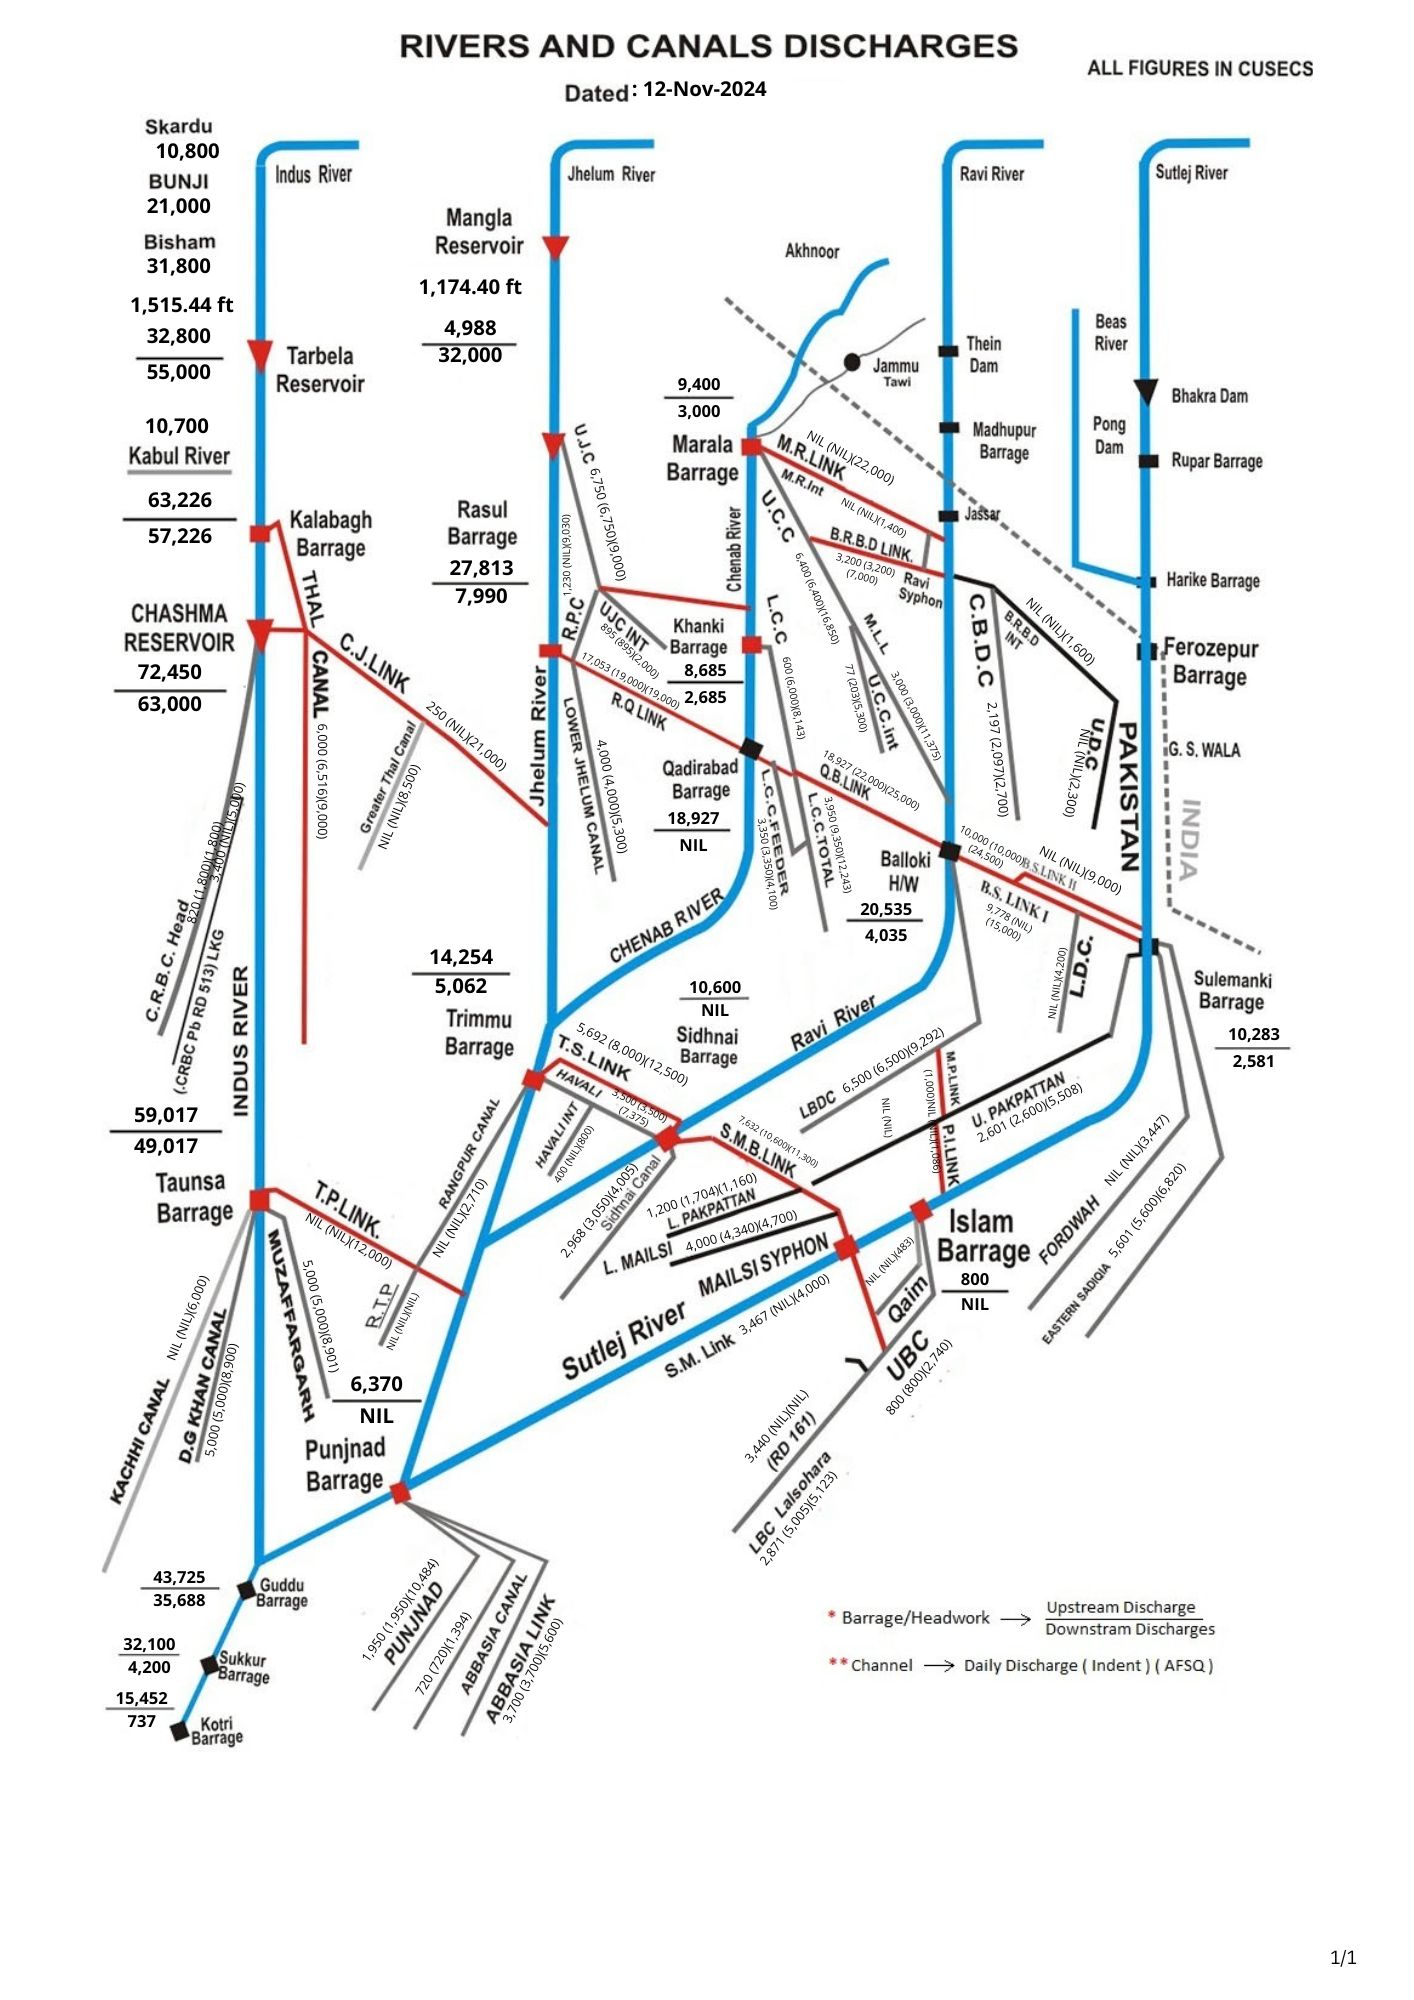 RIVERS AND CANALS DISCHARGES
ALL FIGURES IN CUSECS
Dated : 12-Nov-2024
Skardu
10,800
BUNJI
21,000
Bisham
31,800
1,515.44 ft
32,800
55,000
Tarbela
Reservoir
Indus River
10,700
Kabul River
63,226
57,226
Kalabagh
Barrage
CHASHMA
RESERVOIR
72,450
63,000
THAL
CANAL
6,000 (6,516)(9,000)
C.J.LINK
250 (NIL)(21,000)
Greater Thal Canal
NIL (NIL)(8,500)
C.R.B.C. Head
820 (1,800)(1,800)
3,400 (NIL)(5,000)
(.CRBC Pb RD 513) LKG
INDUS RIVER
59,017
49,017
Taunsa
Barrage
T.P.LINK.
NIL (NIL)(12,000)
MUZAFFARGARH
5,000 (5,000)(8,901)
KACHHI CANAL
NIL (NIL)(6,000)
D.G KHAN CANAL
5,000 (5,000)(8,900)
Jhelum River
Mangla
Reservoir
1,174.40 ft
4,988
32,000
U.J.C
6,750 (6,750)(9,000)
Rasul
Barrage
27,813
7,990
1,230 (NIL)(9,030)
R.P.C
UJC INT
895 (895)(2,000)
17,053 (19,000)(19,000)
R.Q LINK
LOWER JHELUM CANAL
4,000 (4,000)(5,300)
Jhelum River
Akhnoor
Jammu
Tawi
9,400
3,000
Marala
Barrage
M.R.LINK
NIL (NIL)(22,000)
M.R.Int
NIL (NIL)(1,400)
B.R.B.D LINK.
3,200 (3,200)
(7,000)
Ravi
Syphon
U.C.C
6,400 (6,400)(16,850)
M.L.L
3,000 (3,000)(11,375)
77 (203)(5,300)
U.C.C.int
Chenab River
Khanki
Barrage
8,685
2,685
L.C.C
600 (6,000)(8,143)
Qadirabad
Barrage
18,927
NIL
18,927 (22,000)(25,000)
Q.B.LINK
L.C.C.FEEDER
3,350 (3,350)(4,100)
L.C.C.TOTAL
3,950 (9,350)(12,243)
CHENAB RIVER
Ravi River
Thein
Dam
Madhupur
Barrage
Jassar
C.B.D.C
2,197 (2,097)(2,700)
B.R.B.D
INT
NIL (NIL)(1,600)
U.D.C
NIL (NIL)(2,300)
Balloki
H/W
20,535
4,035
10,000 (10,000)
(24,500)
B.S.LINK II
NIL (NIL)(9,000)
B.S. LINK I
9,778 (NIL)
(15,000)
L.D.C.
NIL (NIL)(4,200)
Sutlej River
Beas
River
Pong
Dam
Bhakra Dam
Rupar Barrage
Harike Barrage
Ferozepur
Barrage
G. S. WALA
PAKISTAN
INDIA
Sulemanki
Barrage
10,283
2,581
14,254
5,062
Trimmu
Barrage
T.S.LINK
5,692 (8,000)(12,500)
HAVALI
3,500 (3,500)
(7,375)
HAVALI INT
400 (NIL)(800)
RANGPUR CANAL
NIL (NIL)(2,710)
R.T.P
NIL (NIL)(NIL)
10,600
NIL
Sidhnai
Barrage
Ravi River
Sidhnai Canal
2,968 (3,050)(4,005)
S.M.B.LINK
7,632 (10,600)(11,300)
LBDC
6,500 (6,500)(9,292)
M.P.LINK
P.I.LINK
NIL (NIL)
(1,000)
NIL (NIL)(1,086)
U. PAKPATTAN
2,601 (2,600)(5,508)
1,200 (1,704)(1,160)
L. PAKPATTAN
L. MAILSI
4,000 (4,340)(4,700)
MAILSI SYPHON
Sutlej River
S.M. Link
3,467 (NIL)(4,000)
Islam
Barrage
800
NIL
NIL (NIL)(483)
Qaim
UBC
800 (800)(2,740)
3,440 (NIL)(NIL)
(RD 161)
LBC Lalsohara
2,871 (5,005)(5,123)
FORDWAH
NIL (NIL)(3,447)
EASTERN SADIQIA
5,601 (5,600)(6,820)
6,370
NIL
Punjnad
Barrage
1,950 (1,950)(10,484)
PUNJNAD
720 (720)(1,394)
ABBASIA CANAL
ABBASIA LINK
3,700 (3,700)(5,600)
43,725
35,688
Guddu
Barrage
32,100
4,200
Sukkur
Barrage
15,452
737
Kotri
Barrage
* Barrage/Headwork → Upstream Discharge
Downstram Discharges
** Channel → Daily Discharge ( Indent ) ( AFSQ )
1/1